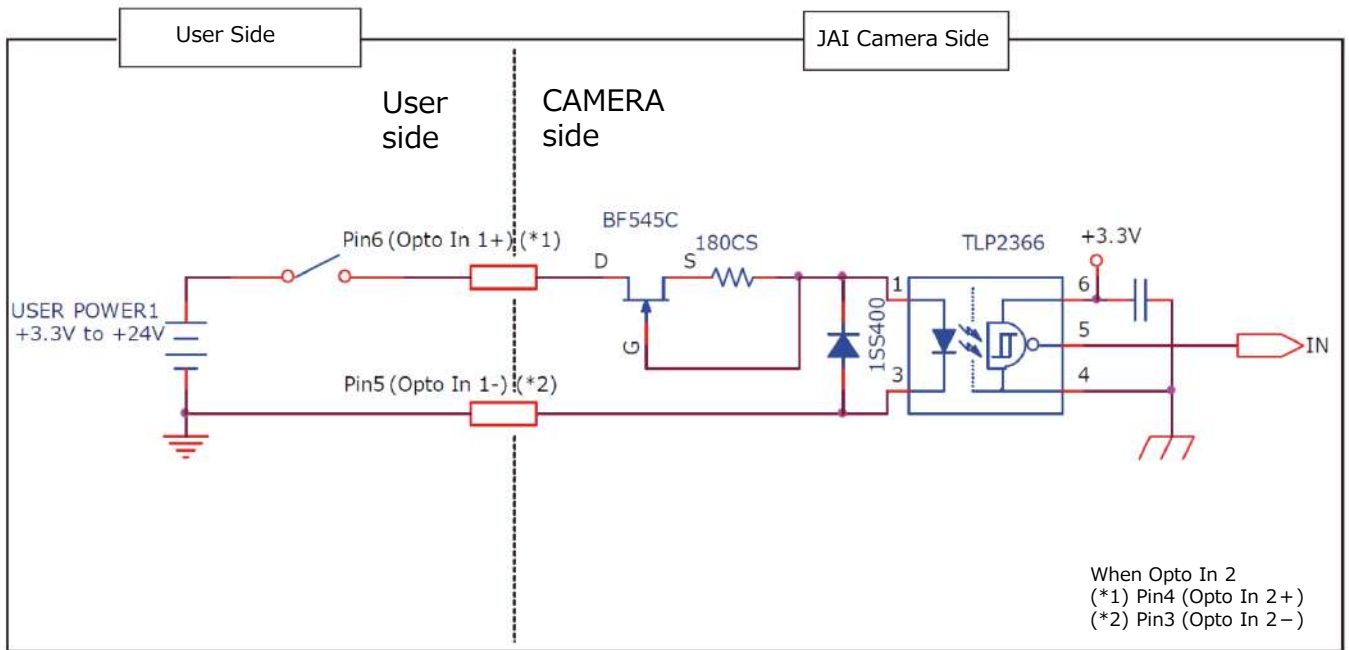 User Side
JAI Camera Side
User
side
CAMERA
side
BF545C
Pin6 (Opto In 1+) (*1)
180CS
TLP2366
+3.3V
D
S
1
6
USER POWER1
+3.3V to +24V
1SS400
5
IN
G
Pin5 (Opto In 1-) (*2)
3
4
When Opto In 2
(*1) Pin4 (Opto In 2+)
(*2) Pin3 (Opto In 2−)